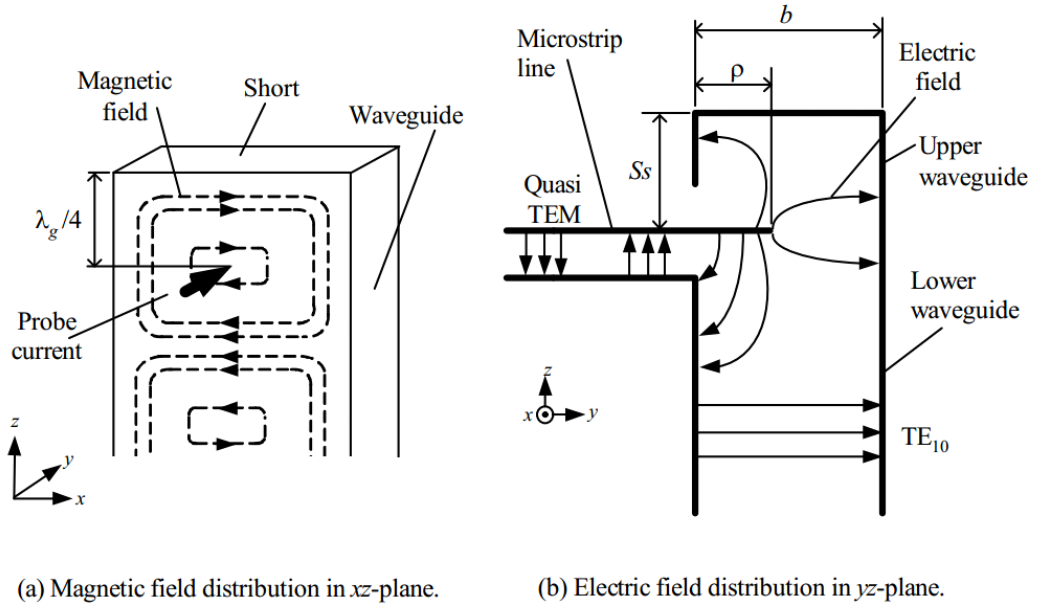 Magnetic
field
Short
Waveguide
λg/4
Probe
current
z
y
x
(a) Magnetic field distribution in xz-plane.
b
Microstrip
line
ρ
Electric
field
Ss
Upper
waveguide
Quasi
TEM
Lower
waveguide
z
x
y
TE10
(b) Electric field distribution in yz-plane.